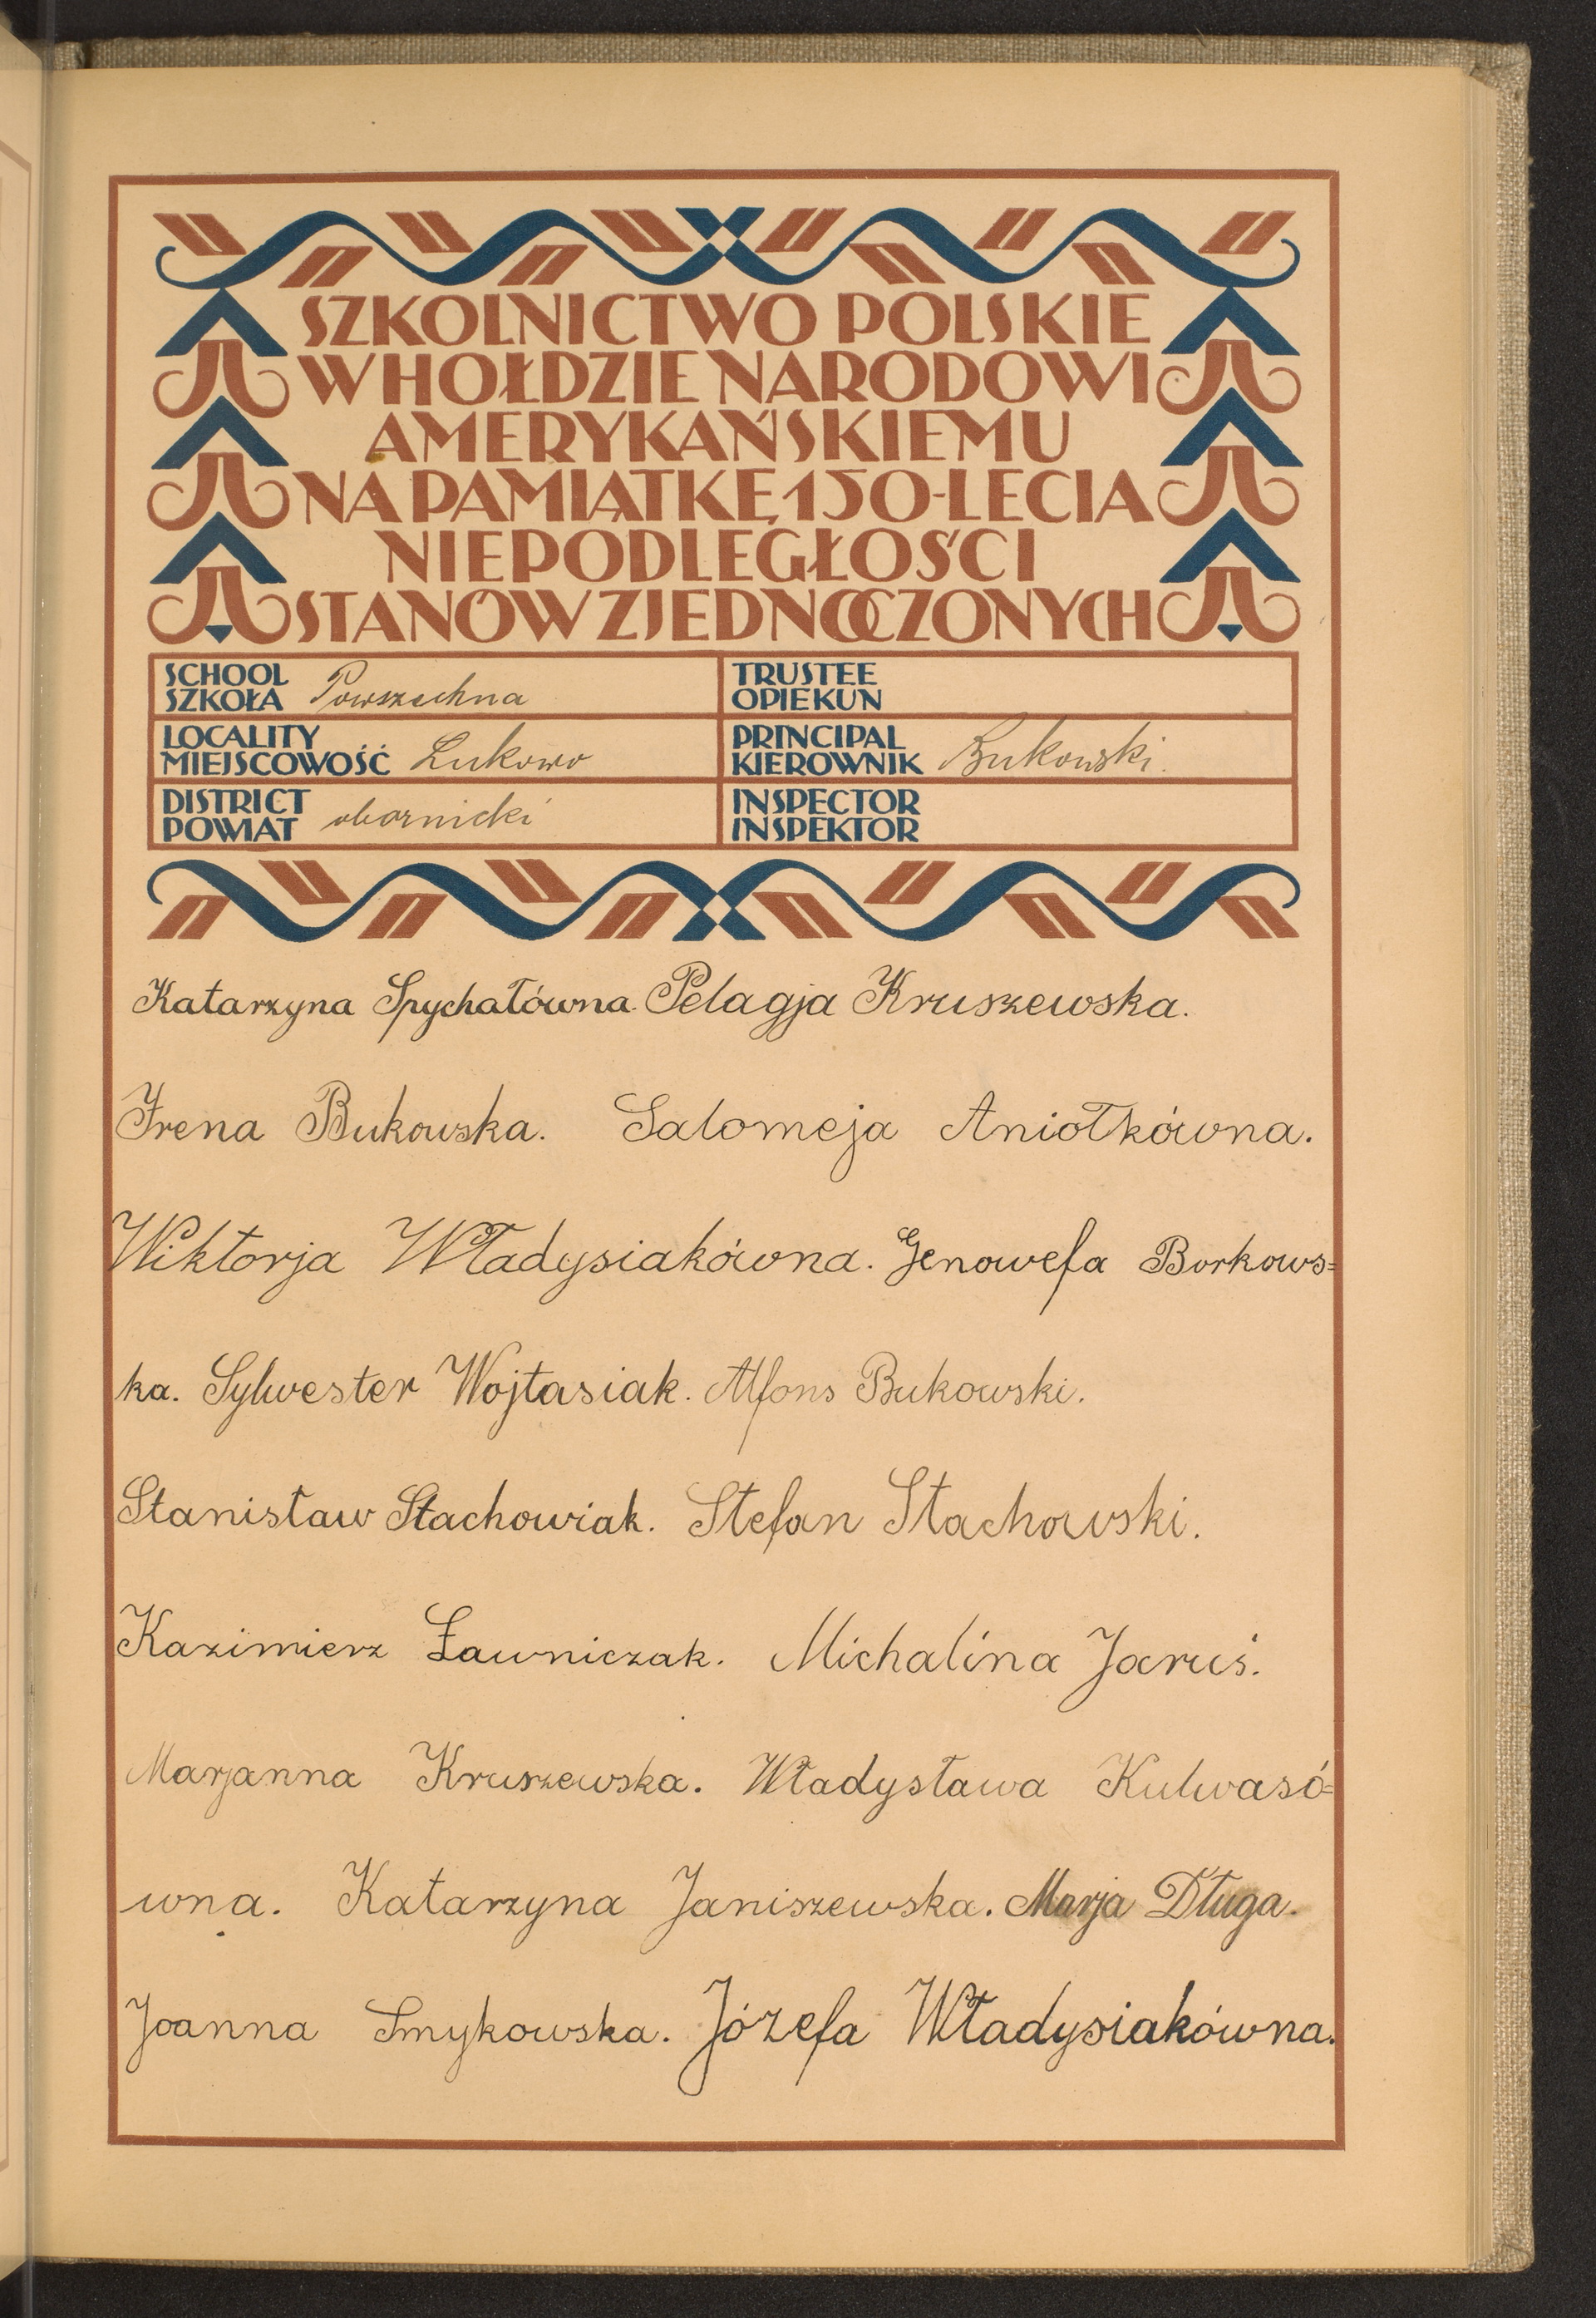 SZKOLNICTWO POLSKIE
W HOŁDZIE NARODOWI
AMERYKAŃSKIEMU
NA PAMIĄTKĘ 150-LECIA
NIEPODLEGŁOŚCI
STANÓW ZJEDNOCZONYCH
SCHOOL
SZKOŁA Powszechna
TRUSTEE
OPIEKUN
LOCALITY
MIEJSCOWOŚĆ Łukowo
PRINCIPAL
KIEROWNIK Bukowski.
DISTRICT
POWIAT obornicki
INSPECTOR
INSPEKTOR
Katarzyna Spychałówna. Pelagja Kruszewska.
Irena Bukowska. Salomeja Aniołkówna.
Wiktorja Władysiakówna. Genowefa Borkows=
ka. Sylwester Wojtasiak. Alfons Bukowski.
Stanisław Stachowiak. Stefan Stachowski.
Kazimierz Ławniczak. Michalina Jaruś.
Marjanna Kruszewska. Władysława Kulwasó=
wna. Katarzyna Janiszewska. Marja Długa.
Joanna Smykowska. Józefa Władysiakówna.